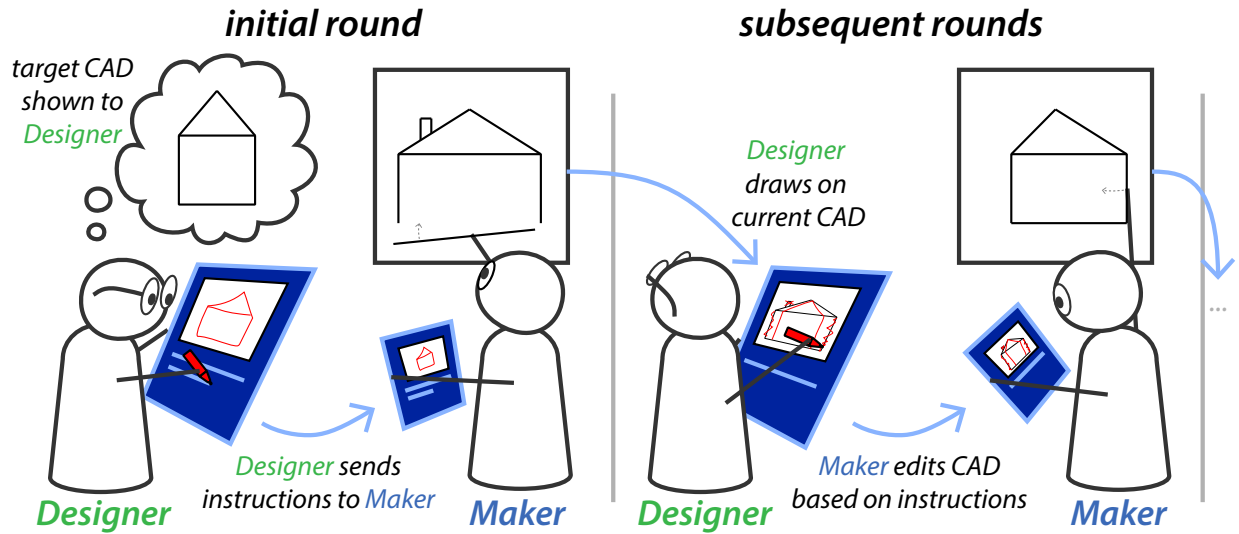 initial round
subsequent rounds
target CAD
shown to
Designer
Designer
draws on
current CAD
...
Designer sends
instructions to Maker
Maker edits CAD
based on instructions
Designer
Maker
Designer
Maker